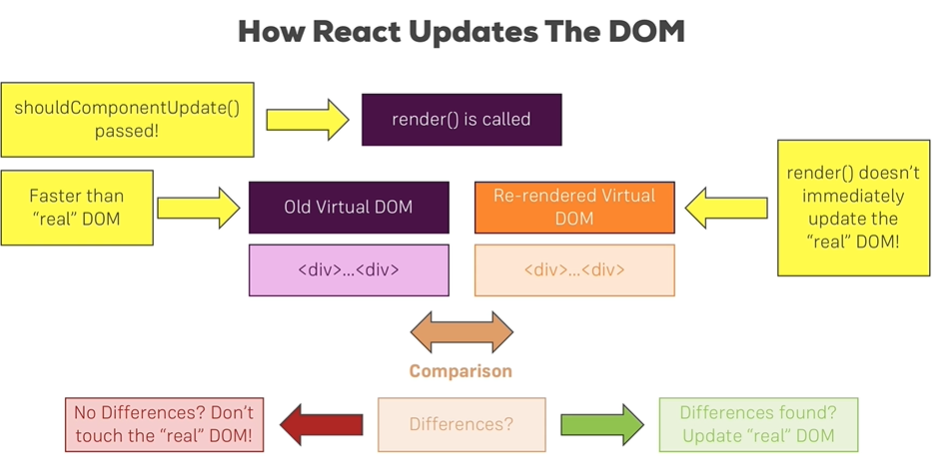 How React Updates The DOM
shouldComponentUpdate()
passed!
render() is called
Faster than
“real” DOM
Old Virtual DOM
Re-rendered Virtual
DOM
render() doesn’t
immediately
update the
“real” DOM!
<div>...<div>
<div>...<div>
Comparison
No Differences? Don’t
touch the “real” DOM!
Differences?
Differences found?
Update “real” DOM